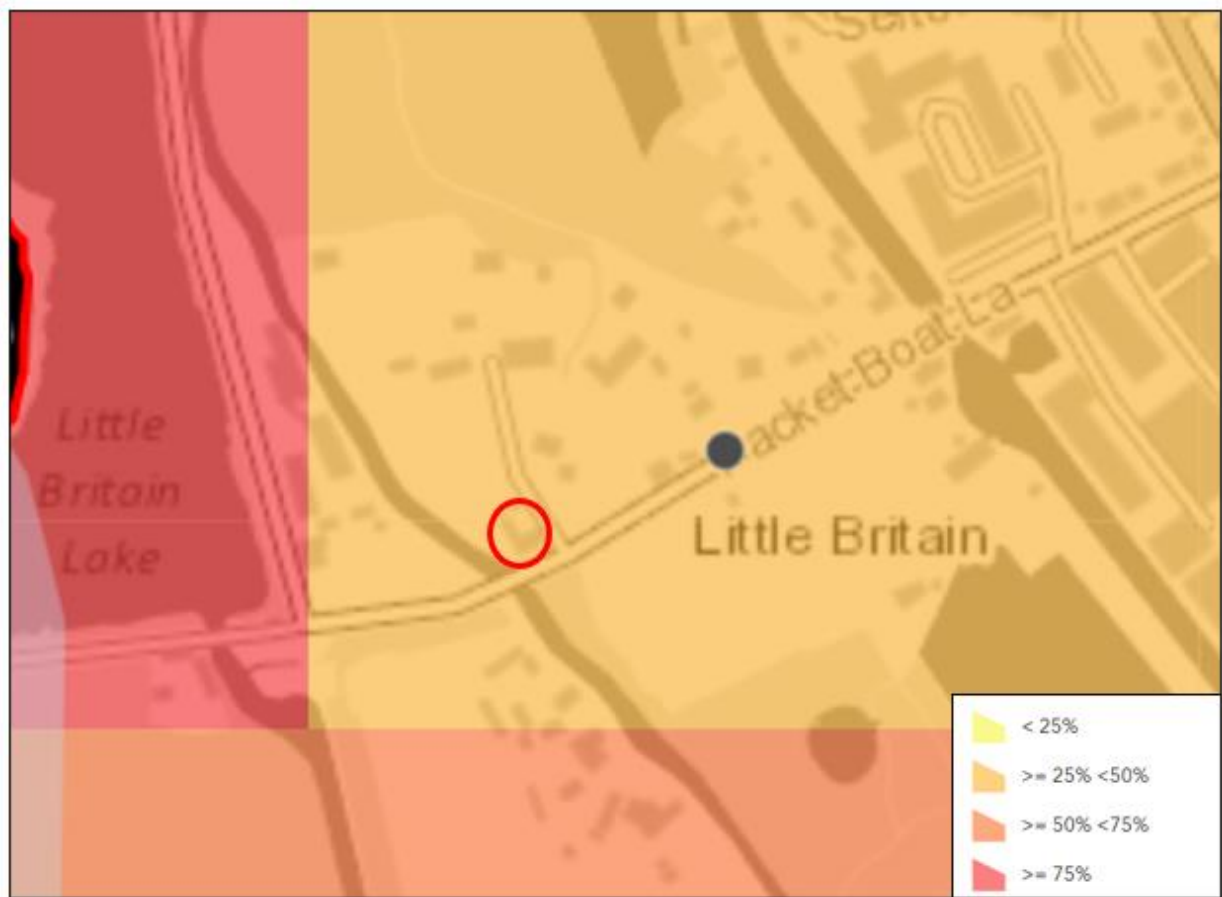 acket-Boat-La
Little
Britain
Lake
Little Britain
< 25%
>= 25% <50%
>= 50% <75%
>= 75%